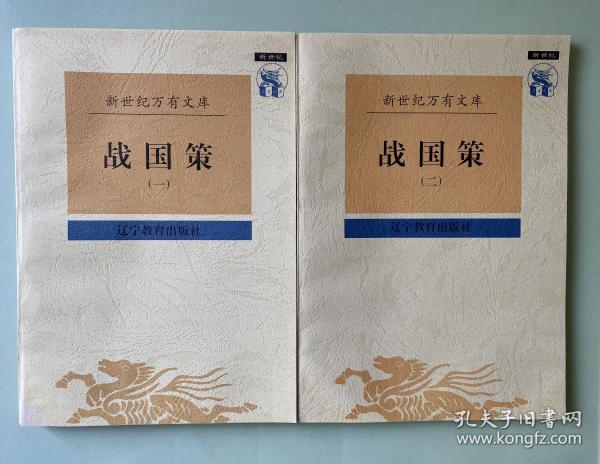 新世纪
新世纪万有文库
战国策
(一)
辽宁教育出版社
新世纪
新世纪万有文库
战国策
(二)
辽宁教育出版社
孔夫子旧书网
www.kongfz.com